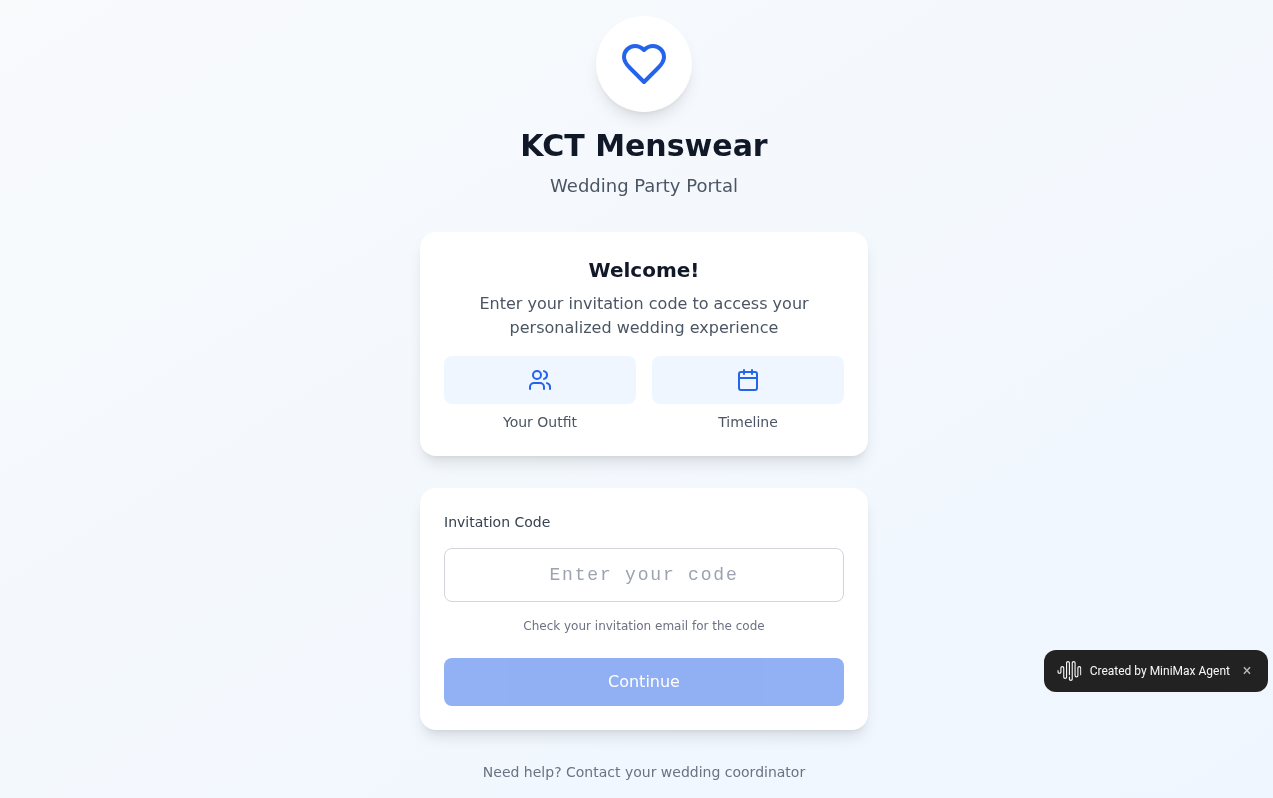 KCT Menswear
Wedding Party Portal
Welcome!
Enter your invitation code to access your
personalized wedding experience
Your Outfit
Timeline
Invitation Code
Enter your code
Check your invitation email for the code
Continue
Created by MiniMax Agent ×
Need help? Contact your wedding coordinator